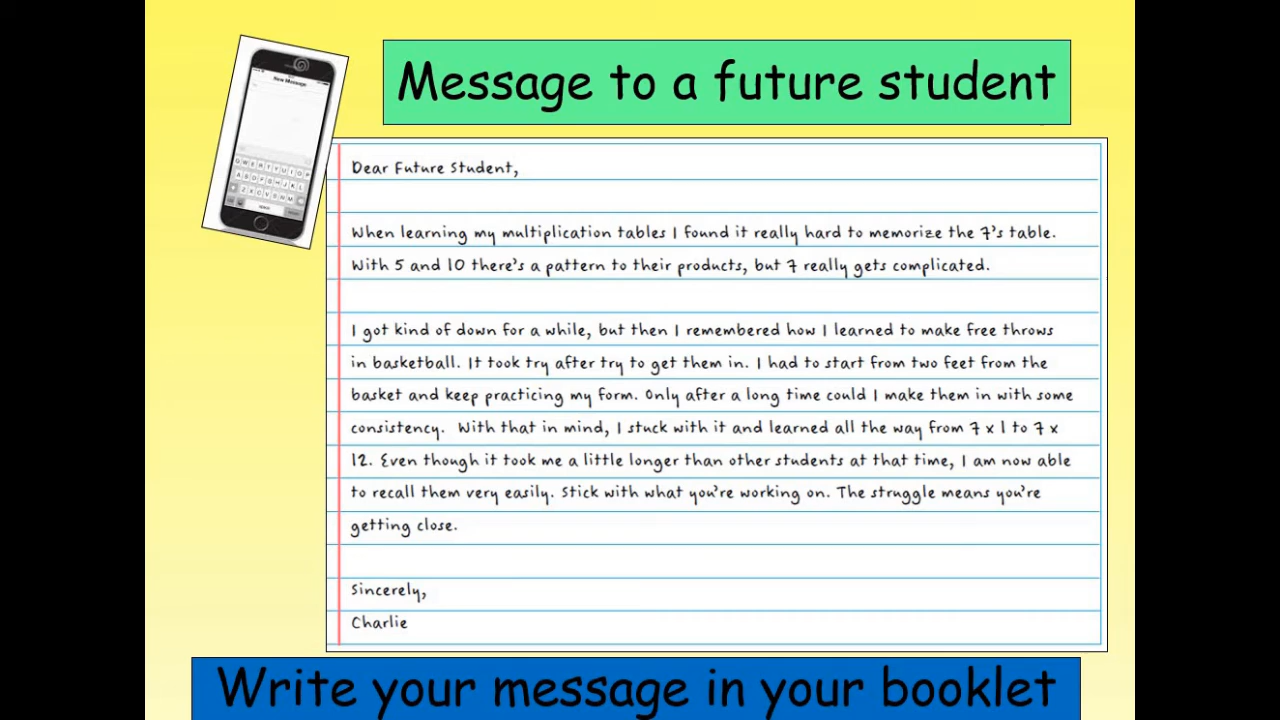 Message to a future student
New Message
Dear Future Student,
When learning my multiplication tables I found it really hard to memorize the 7's table.
With 5 and 10 there's a pattern to their products, but 7 really gets complicated.
I got kind of down for a while, but then I remembered how I learned to make free throws
in basketball. It took try after try to get them in. I had to start from two feet from the
basket and keep practicing my form. Only after a long time could I make them in with some
consistency. With that in mind, I stuck with it and learned all the way from 7 x 1 to 7 x
12. Even though it took me a little longer than other students at that time, I am now able
to recall them very easily. Stick with what you're working on. The struggle means you're
getting close.
Sincerely,
Charlie
Write your message in your booklet